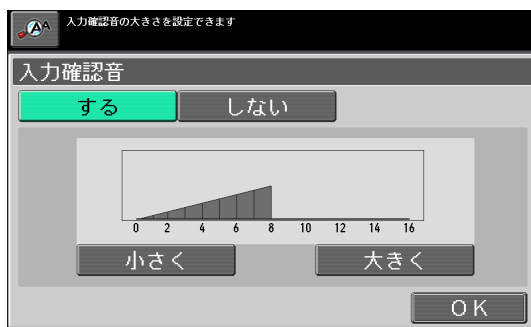 入力確認音の大きさを設定できます
入力確認音
する しない
0 2 4 6 8 10 12 14 16
小さく 大きく
OK